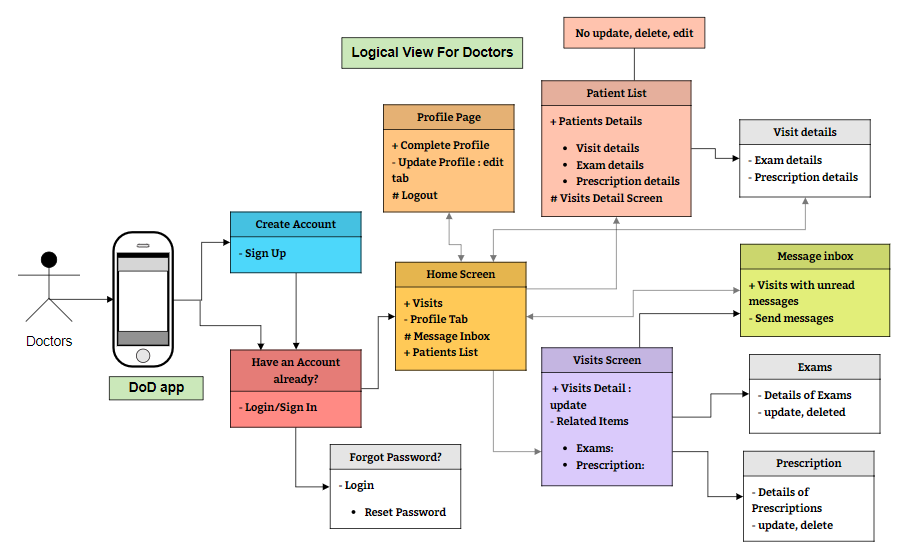 No update, delete, edit
Logical View For Doctors
Patient List
+ Patients Details
• Visit details
• Exam details
• Prescription details
# Visits Detail Screen
Profile Page
+ Complete Profile
- Update Profile : edit
tab
# Logout
Visit details
- Exam details
- Prescription details
Create Account
- Sign Up
Home Screen
+ Visits
- Profile Tab
# Message Inbox
+ Patients List
Message inbox
+ Visits with unread
messages
- Send messages
Doctors
DoD app
Have an Account
already?
- Login/Sign In
Visits Screen
+ Visits Detail :
update
- Related Items
• Exams:
• Prescription:
Exams
- Details of Exams
- update, deleted
Forgot Password?
- Login
• Reset Password
Prescription
- Details of
Prescriptions
- update, delete